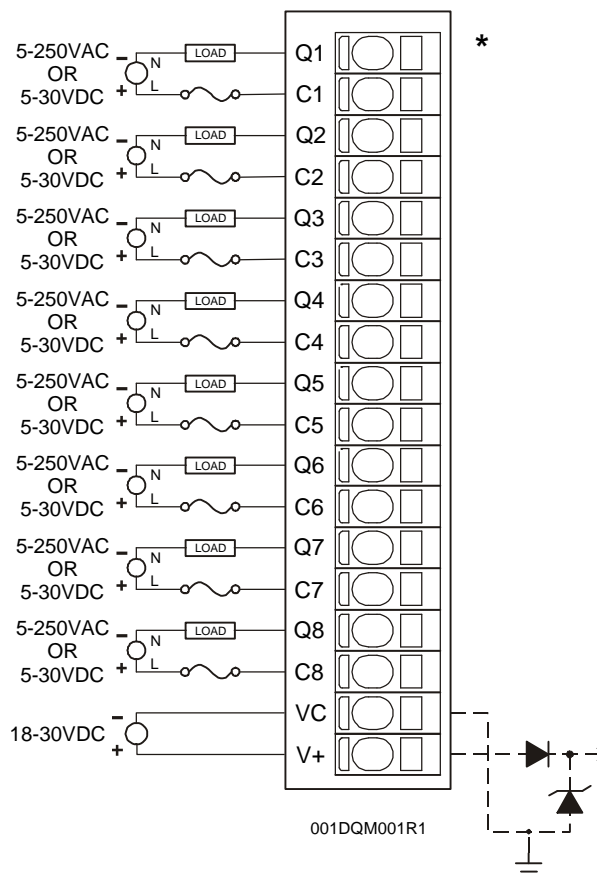 5-250VAC - N LOAD Q1 *
OR
5-30VDC + L C1
5-250VAC - N LOAD Q2
OR
5-30VDC + L C2
5-250VAC - N LOAD Q3
OR
5-30VDC + L C3
5-250VAC - N LOAD Q4
OR
5-30VDC + L C4
5-250VAC - N LOAD Q5
OR
5-30VDC + L C5
5-250VAC - N LOAD Q6
OR
5-30VDC + L C6
5-250VAC - N LOAD Q7
OR
5-30VDC + L C7
5-250VAC - N LOAD Q8
OR
5-30VDC + L C8
- VC
18-30VDC
+ V+
001DQM001R1